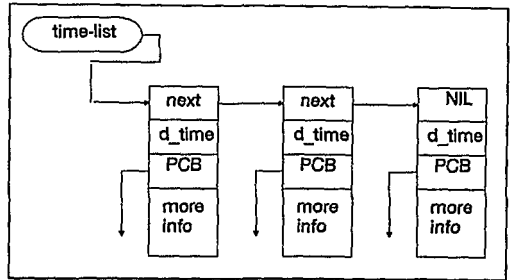 time-list
next
d_time
PCB
more
info
next
d_time
PCB
more
info
NIL
d_time
PCB
more
info